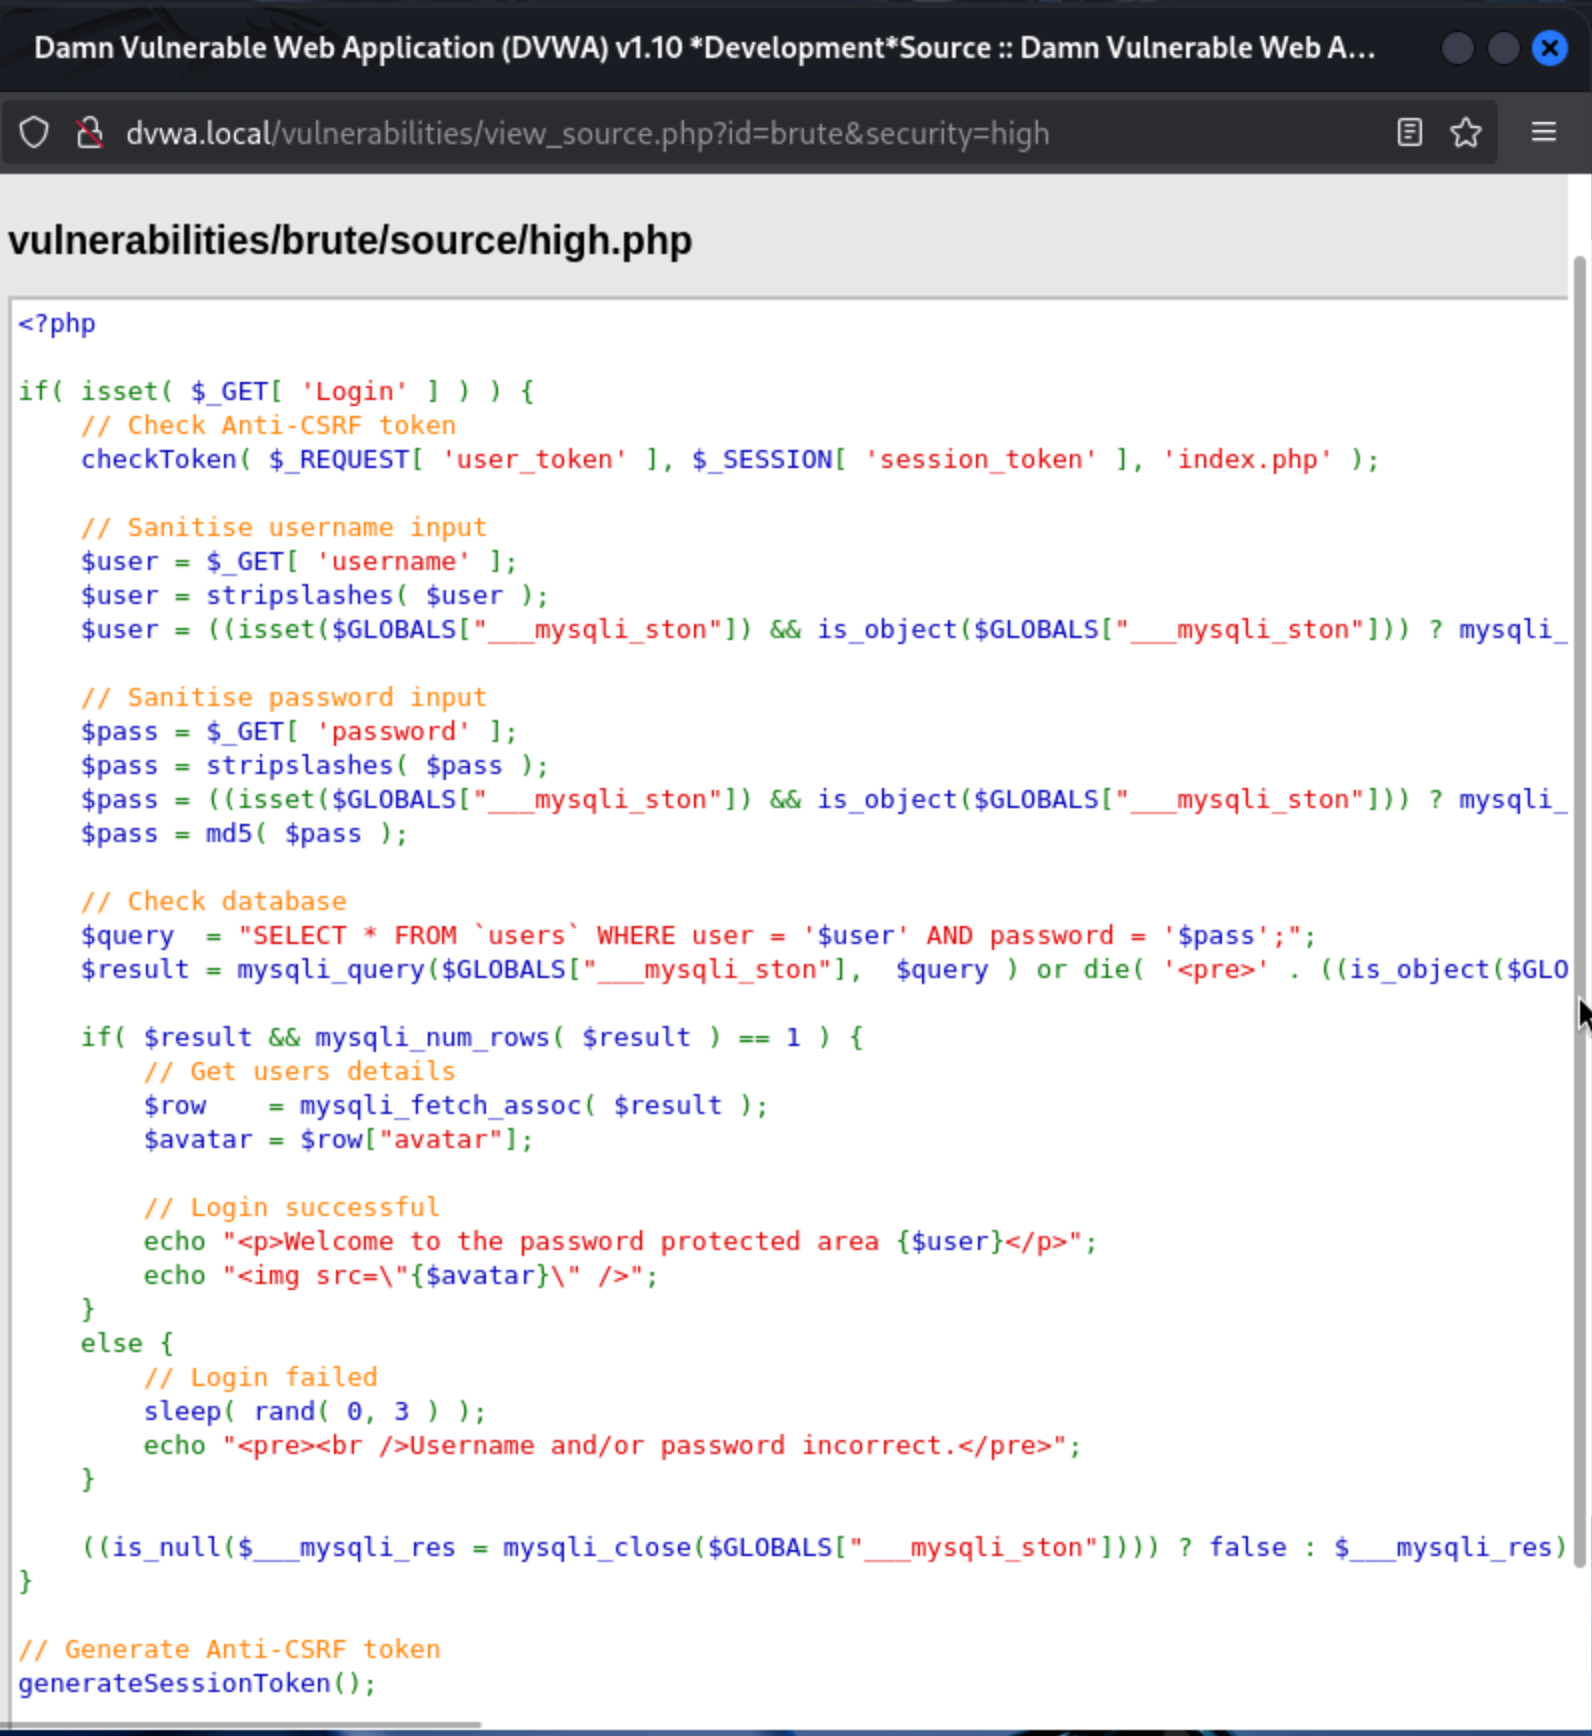 Damn Vulnerable Web Application (DVWA) v1.10 *Development*Source :: Damn Vulnerable Web A...
dvwa.local/vulnerabilities/view_source.php?id=brute&security=high
vulnerabilities/brute/source/high.php
<?php
if( isset( $_GET[ 'Login' ] ) ) {
    // Check Anti-CSRF token
    checkToken( $_REQUEST[ 'user_token' ], $_SESSION[ 'session_token' ], 'index.php' );
    // Sanitise username input
    $user = $_GET[ 'username' ];
    $user = stripslashes( $user );
    $user = ((isset($GLOBALS["___mysqli_ston"]) && is_object($GLOBALS["___mysqli_ston"])) ? mysqli_
    // Sanitise password input
    $pass = $_GET[ 'password' ];
    $pass = stripslashes( $pass );
    $pass = ((isset($GLOBALS["___mysqli_ston"]) && is_object($GLOBALS["___mysqli_ston"])) ? mysqli_
    $pass = md5( $pass );
    // Check database
    $query  = "SELECT * FROM `users` WHERE user = '$user' AND password = '$pass';";
    $result = mysqli_query($GLOBALS["___mysqli_ston"],  $query ) or die( '<pre>' . ((is_object($GLO
    if( $result && mysqli_num_rows( $result ) == 1 ) {
        // Get users details
        $row    = mysqli_fetch_assoc( $result );
        $avatar = $row["avatar"];
        // Login successful
        echo "<p>Welcome to the password protected area {$user}</p>";
        echo "<img src=\"{$avatar}\" />";
    }
    else {
        // Login failed
        sleep( rand( 0, 3 ) );
        echo "<pre><br />Username and/or password incorrect.</pre>";
    }
    ((is_null($___mysqli_res = mysqli_close($GLOBALS["___mysqli_ston"]))) ? false : $___mysqli_res)
}
// Generate Anti-CSRF token
generateSessionToken();